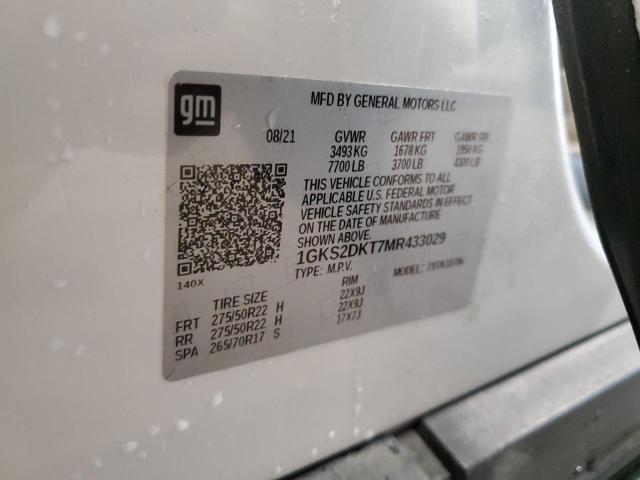 gm
MFD BY GENERAL MOTORS LLC
08/21 GVWR GAWR FRT GAWR RR
3493 KG 1678 KG 1950 KG
7700 LB 3700 LB 4300 LB
THIS VEHICLE CONFORMS TO ALL
APPLICABLE U.S. FEDERAL MOTOR
VEHICLE SAFETY STANDARDS IN EFFECT
ON THE DATE OF MANUFACTURE
SHOWN ABOVE.
1GKS2DKT7MR433029
TYPE: M.P.V. MODEL:
140X
TIRE SIZE RIM
FRT 275/50R22 H 22X9J
RR 275/50R22 H 22X9J
SPA 265/70R17 S 17X7J